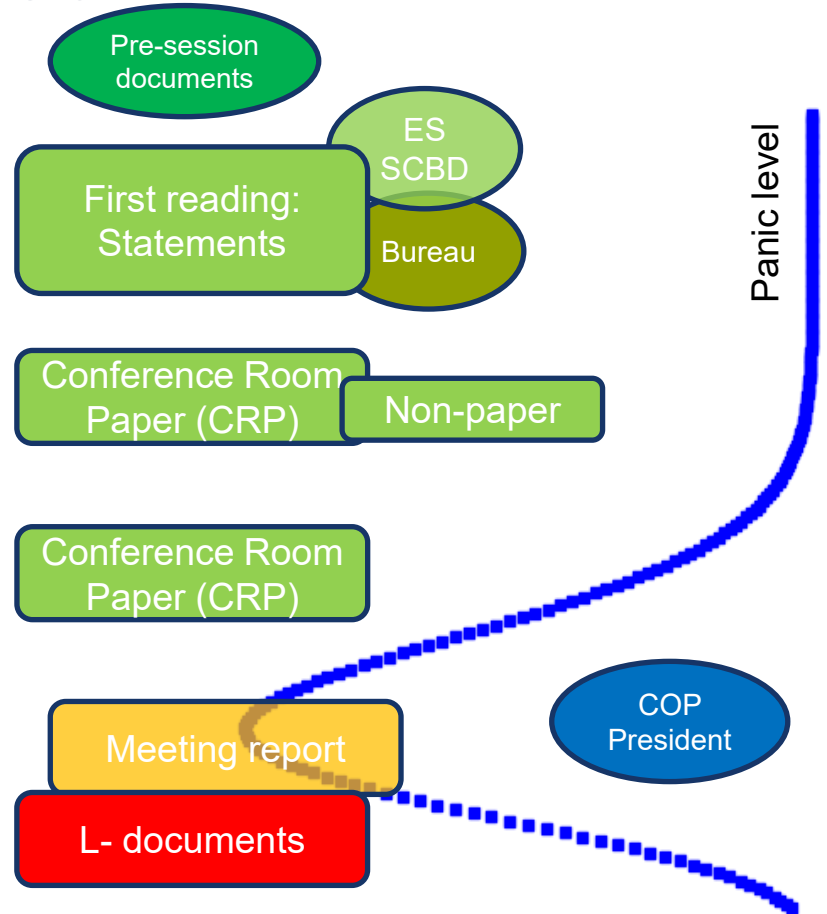 Pre-session
documents
ES
SCBD
First reading:
Statements
Bureau
Panic level
Conference Room
Paper (CRP)
Non-paper
Conference Room
Paper (CRP)
COP
President
Meeting report
L- documents